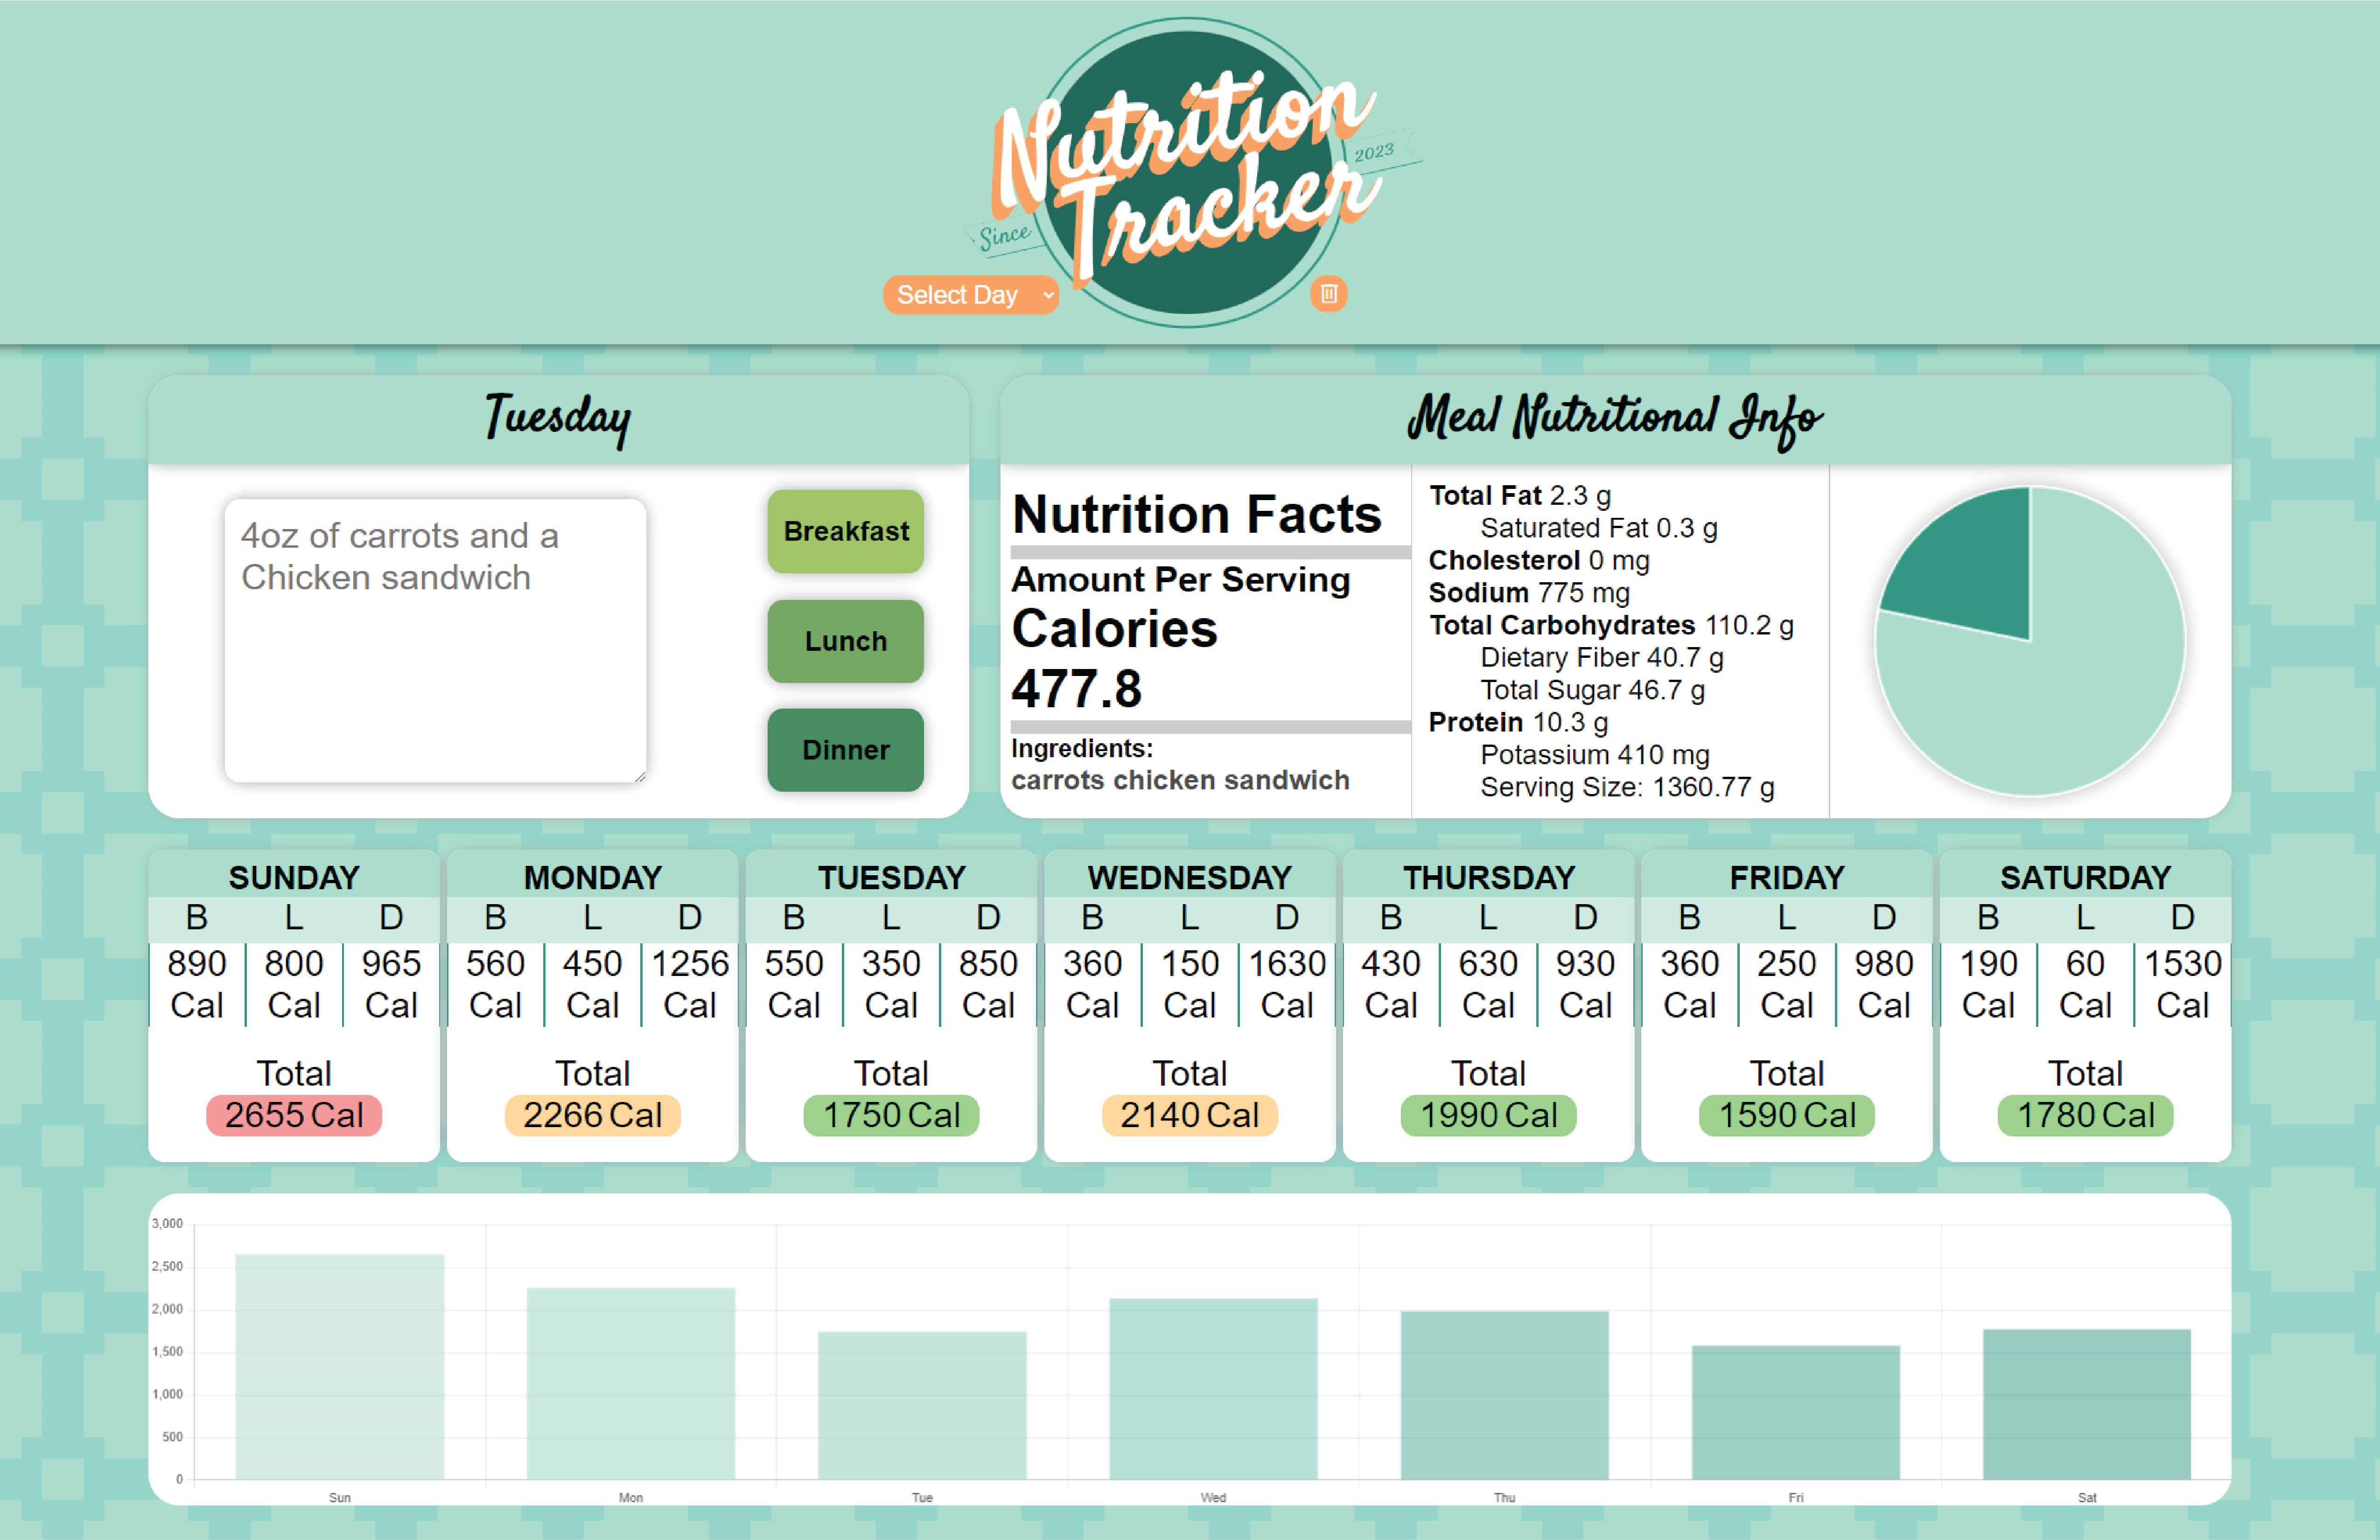 Nutrition
Tracker
Since
2023
Select Day
Tuesday
4oz of carrots and a
Chicken sandwich
Breakfast
Lunch
Dinner
Meal Nutritional Info
Nutrition Facts
Amount Per Serving
Calories
477.8
Ingredients:
carrots chicken sandwich
Total Fat 2.3 g
Saturated Fat 0.3 g
Cholesterol 0 mg
Sodium 775 mg
Total Carbohydrates 110.2 g
Dietary Fiber 40.7 g
Total Sugar 46.7 g
Protein 10.3 g
Potassium 410 mg
Serving Size: 1360.77 g
SUNDAY
B L D
890 800 965
Cal Cal Cal
Total
2655 Cal
MONDAY
B L D
560 450 1256
Cal Cal Cal
Total
2266 Cal
TUESDAY
B L D
550 350 850
Cal Cal Cal
Total
1750 Cal
WEDNESDAY
B L D
360 150 1630
Cal Cal Cal
Total
2140 Cal
THURSDAY
B L D
430 630 930
Cal Cal Cal
Total
1990 Cal
FRIDAY
B L D
360 250 980
Cal Cal Cal
Total
1590 Cal
SATURDAY
B L D
190 60 1530
Cal Cal Cal
Total
1780 Cal
3,000
2,500
2,000
1,500
1,000
500
0
Sun Mon Tue Wed Thu Fri Sat